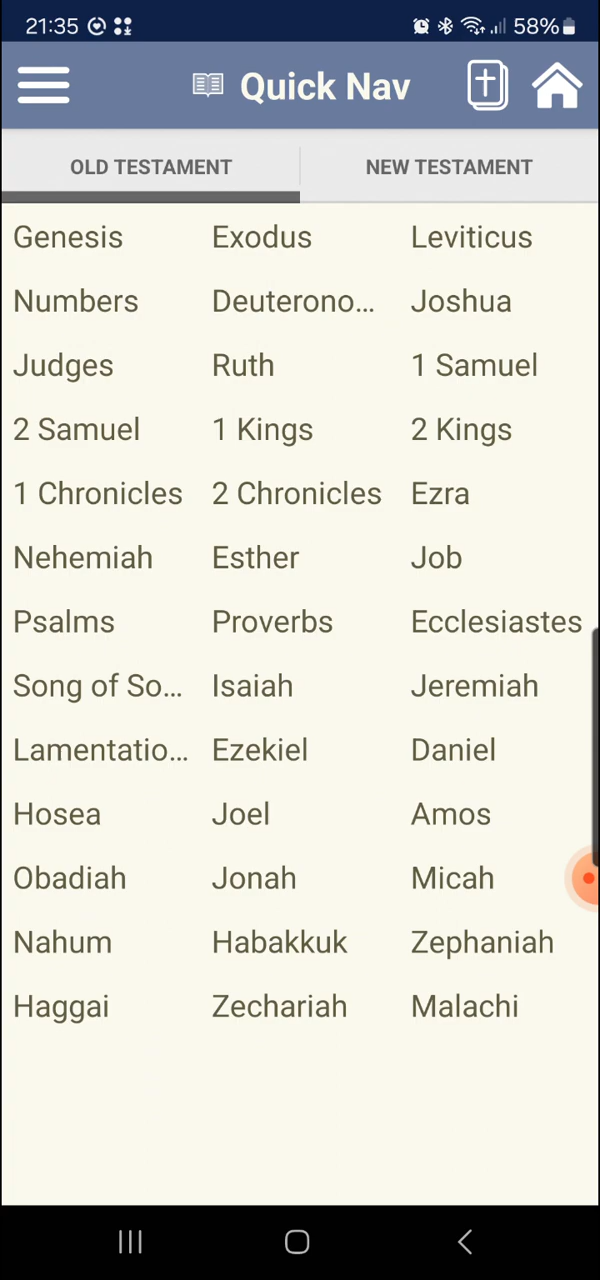 21:35 58%
Quick Nav
OLD TESTAMENT NEW TESTAMENT
Genesis Exodus Leviticus
Numbers Deuterono... Joshua
Judges Ruth 1 Samuel
2 Samuel 1 Kings 2 Kings
1 Chronicles 2 Chronicles Ezra
Nehemiah Esther Job
Psalms Proverbs Ecclesiastes
Song of So... Isaiah Jeremiah
Lamentatio... Ezekiel Daniel
Hosea Joel Amos
Obadiah Jonah Micah
Nahum Habakkuk Zephaniah
Haggai Zechariah Malachi